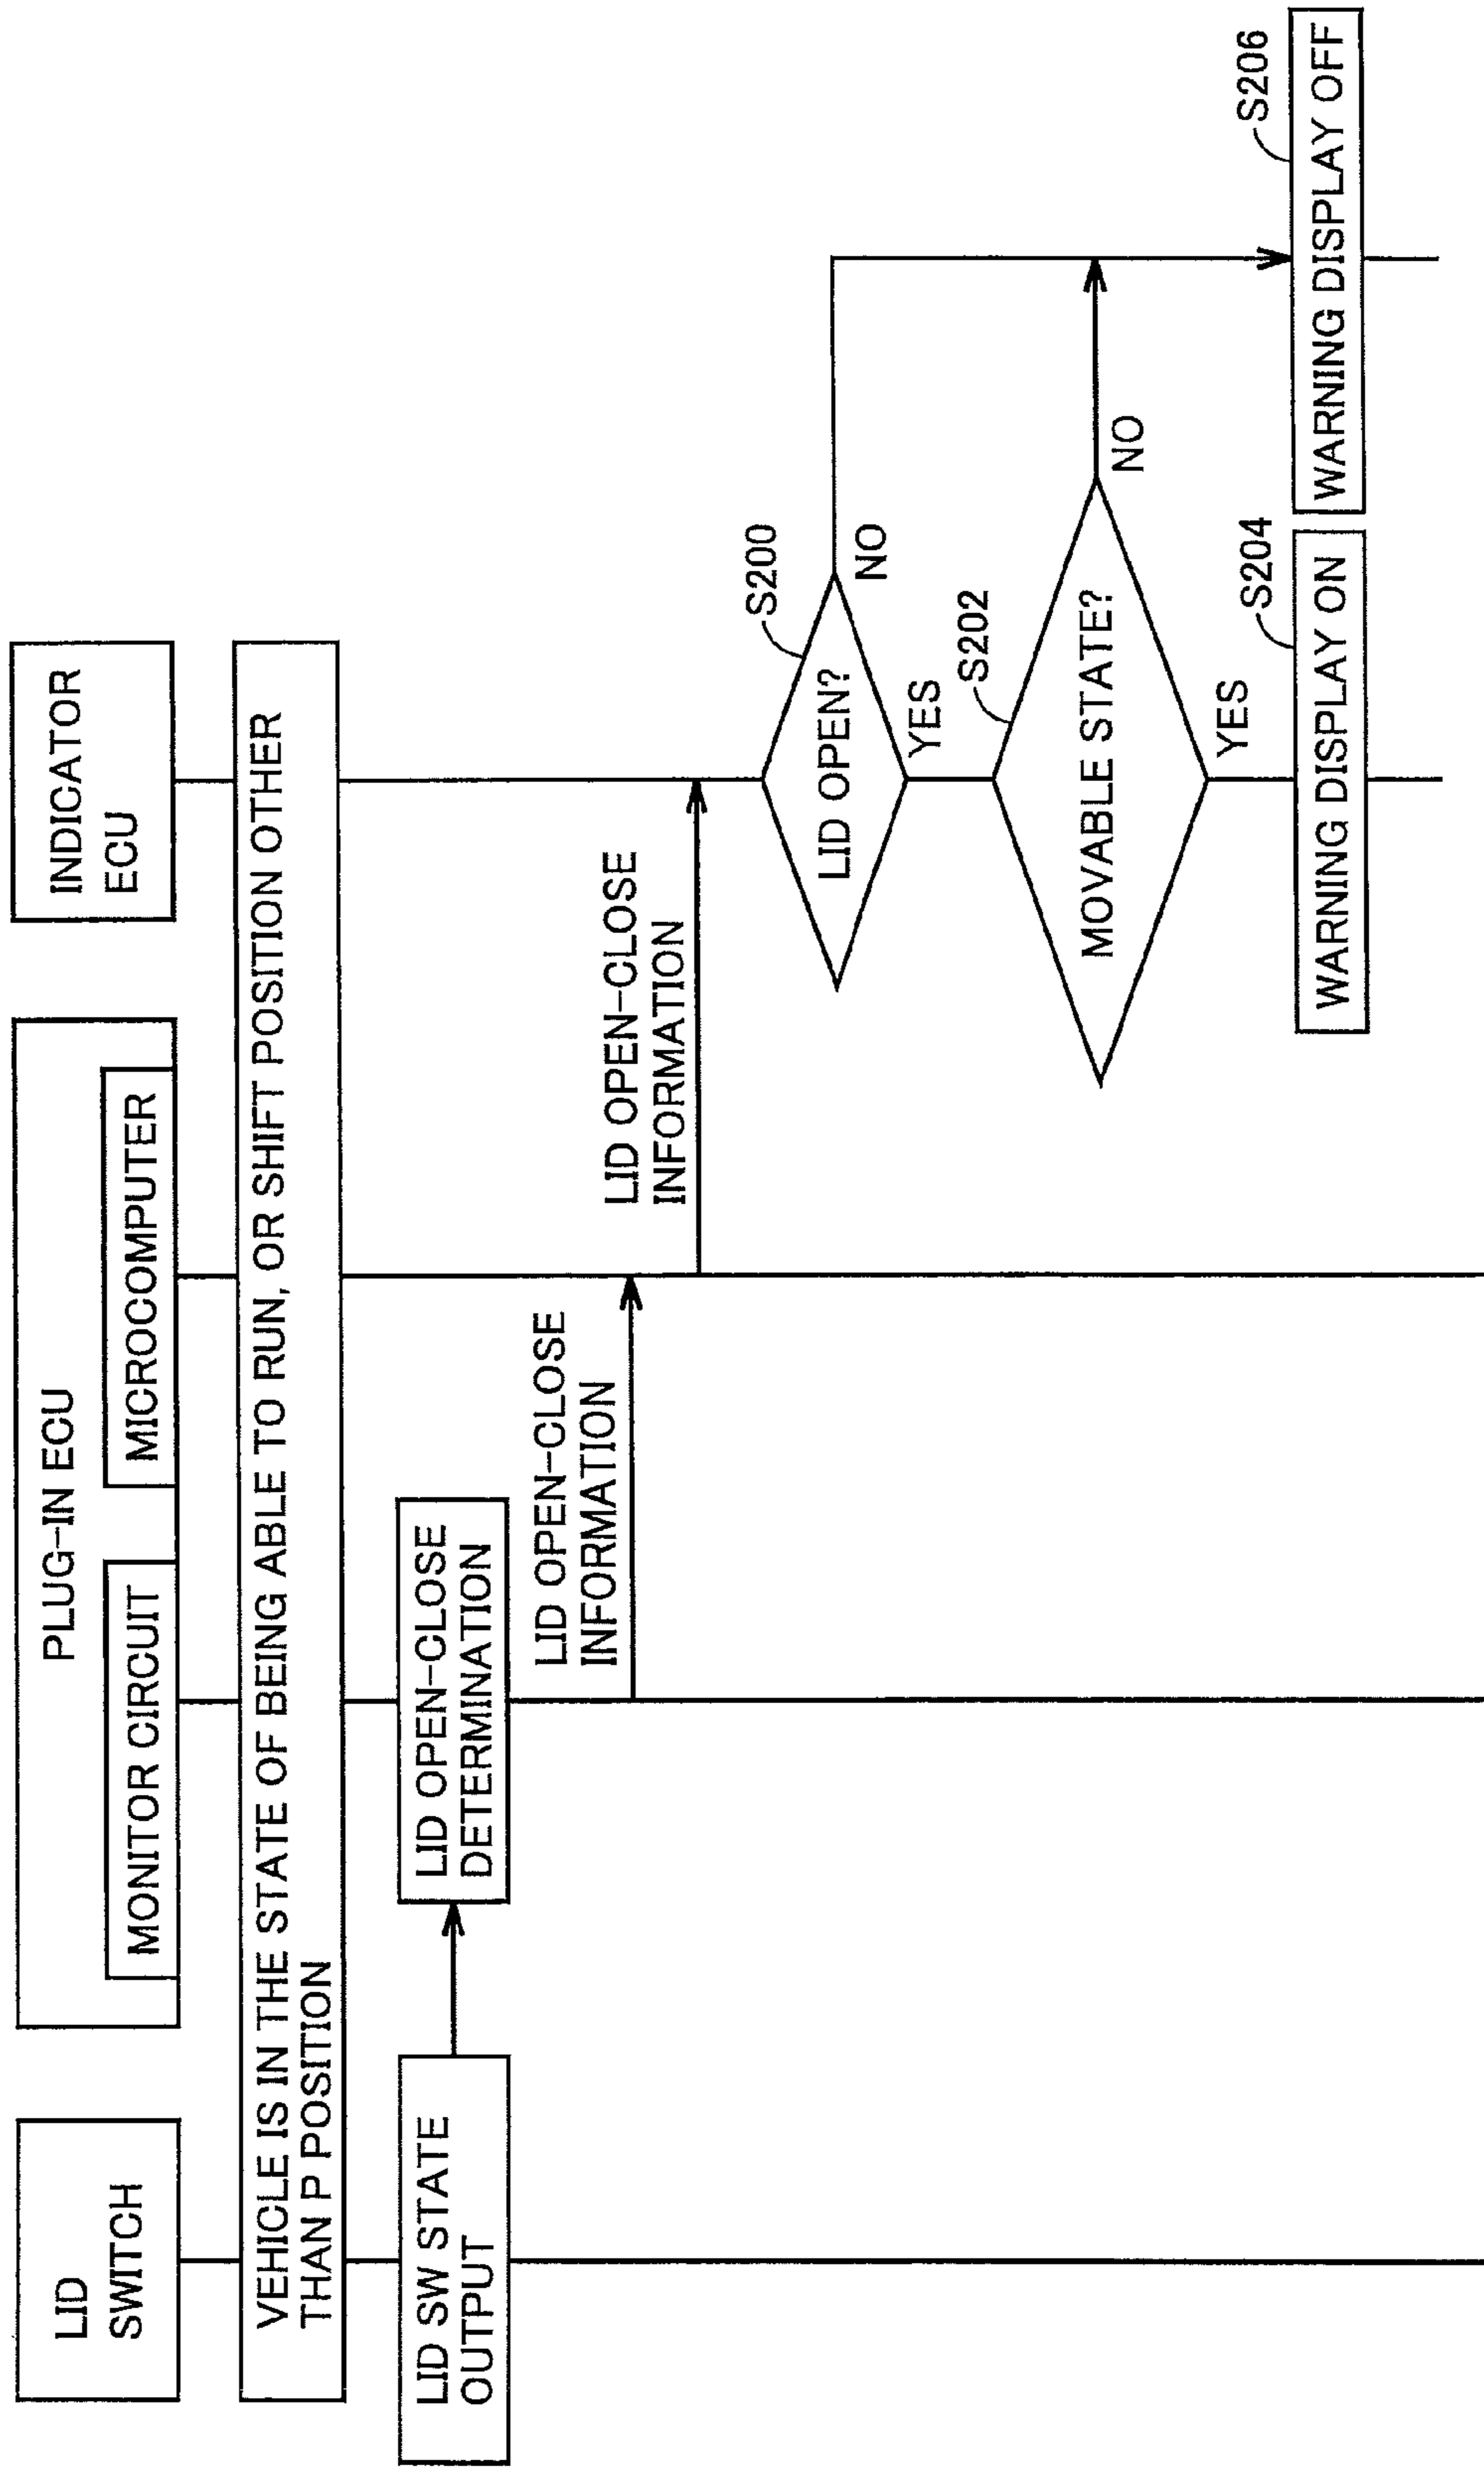 LID
SWITCH
PLUG-IN ECU
MONITOR CIRCUIT
MICROCOMPUTER
INDICATOR
ECU
VEHICLE IS IN THE STATE OF BEING ABLE TO RUN, OR SHIFT POSITION OTHER
THAN P POSITION
LID SW STATE
OUTPUT
LID OPEN-CLOSE
DETERMINATION
LID OPEN-CLOSE
INFORMATION
LID OPEN-CLOSE
INFORMATION
S200
LID OPEN?
NO
YES
S202
MOVABLE STATE?
NO
YES
S204
WARNING DISPLAY ON
S206
WARNING DISPLAY OFF